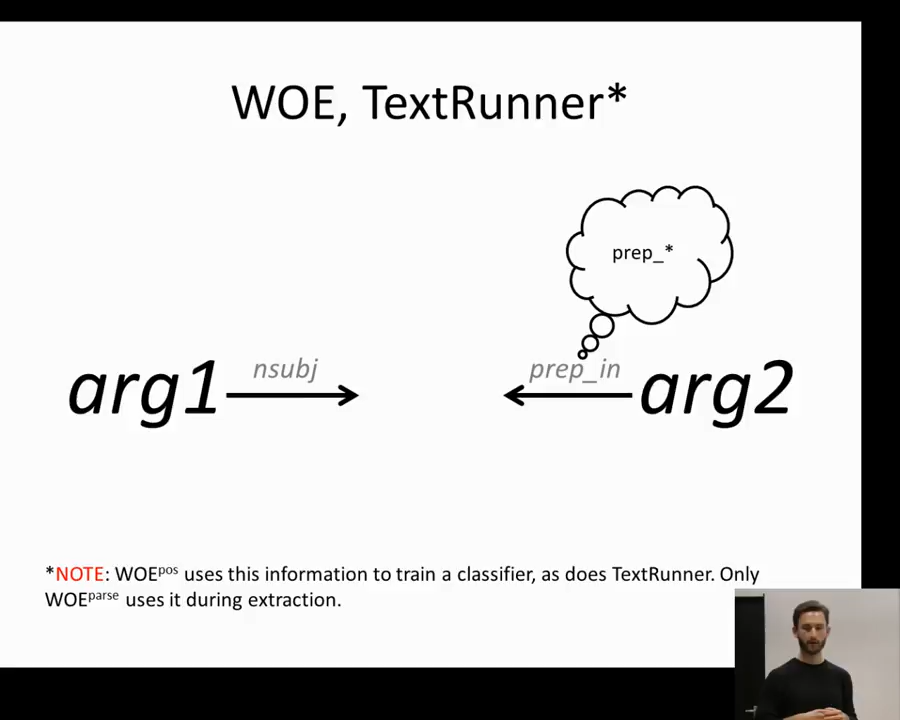 WOE, TextRunner*
prep_*
nsubj
prep_in
arg1
arg2
*NOTE: WOEpos uses this information to train a classifier, as does TextRunner. Only
WOEparse uses it during extraction.